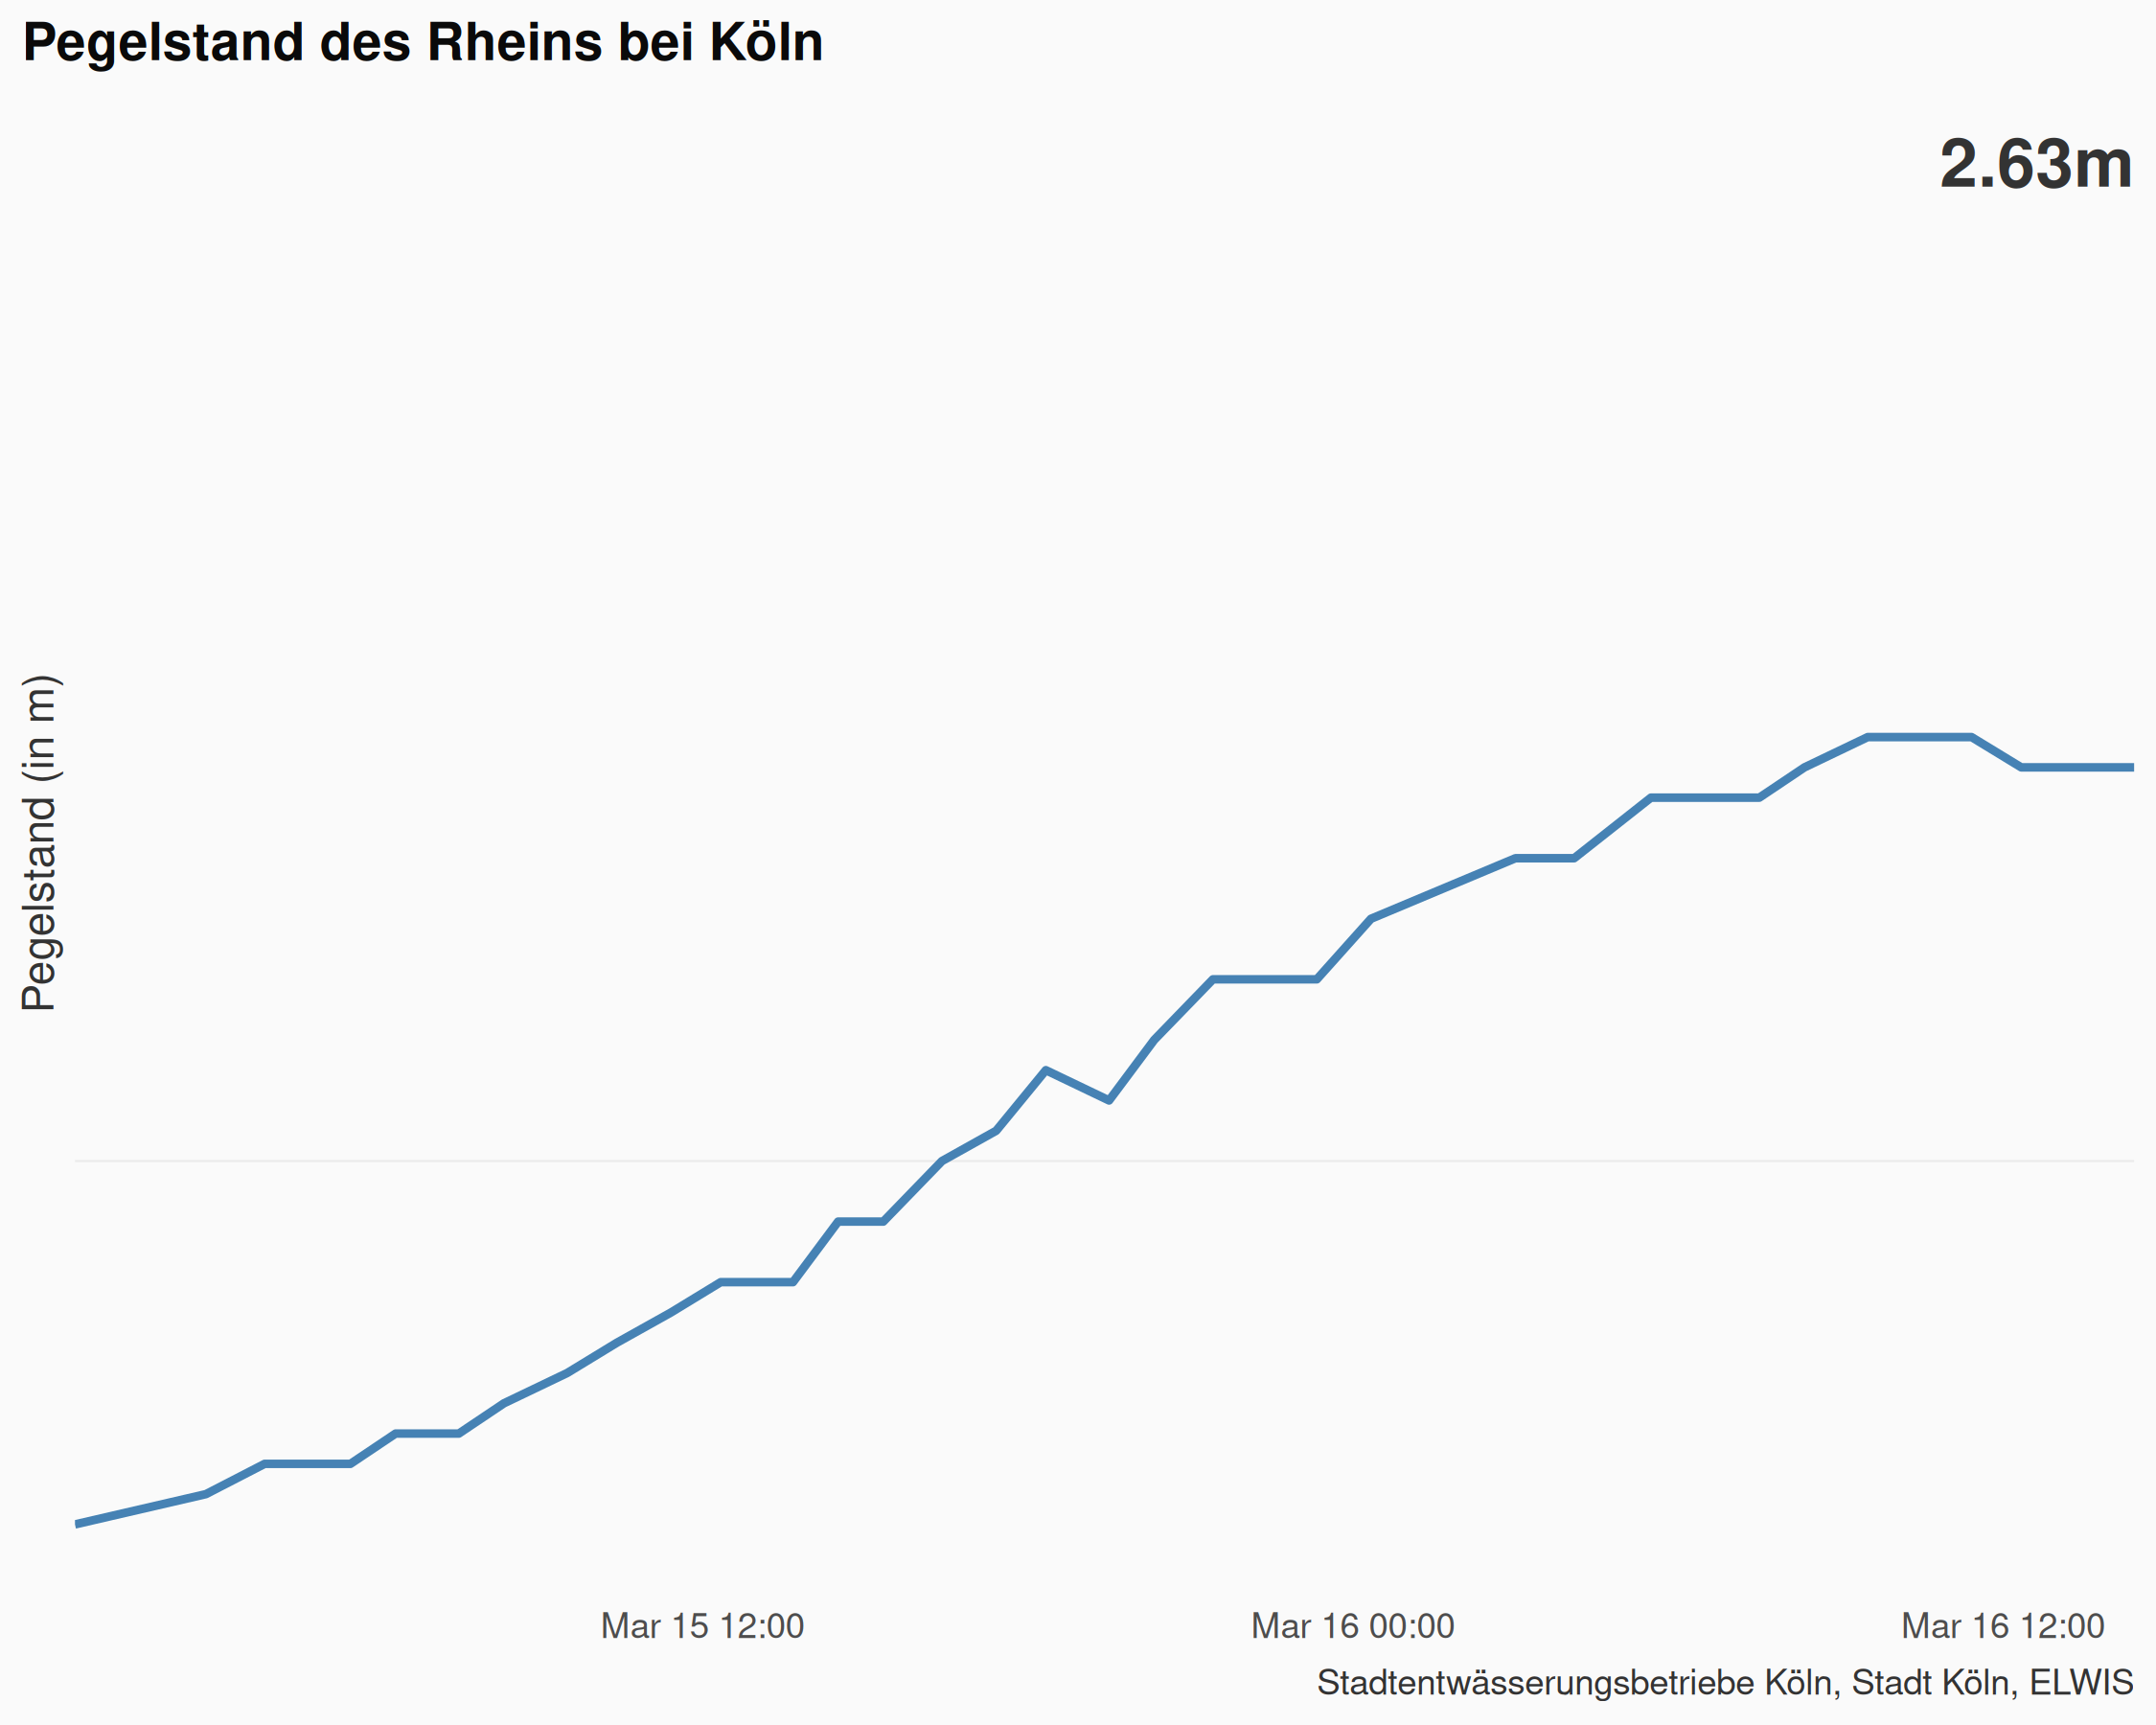 Pegelstand des Rheins bei Köln
2.63m
Pegelstand (in m)
Mar 15 12:00
Mar 16 00:00
Mar 16 12:00
Stadtentwässerungsbetriebe Köln, Stadt Köln, ELWIS